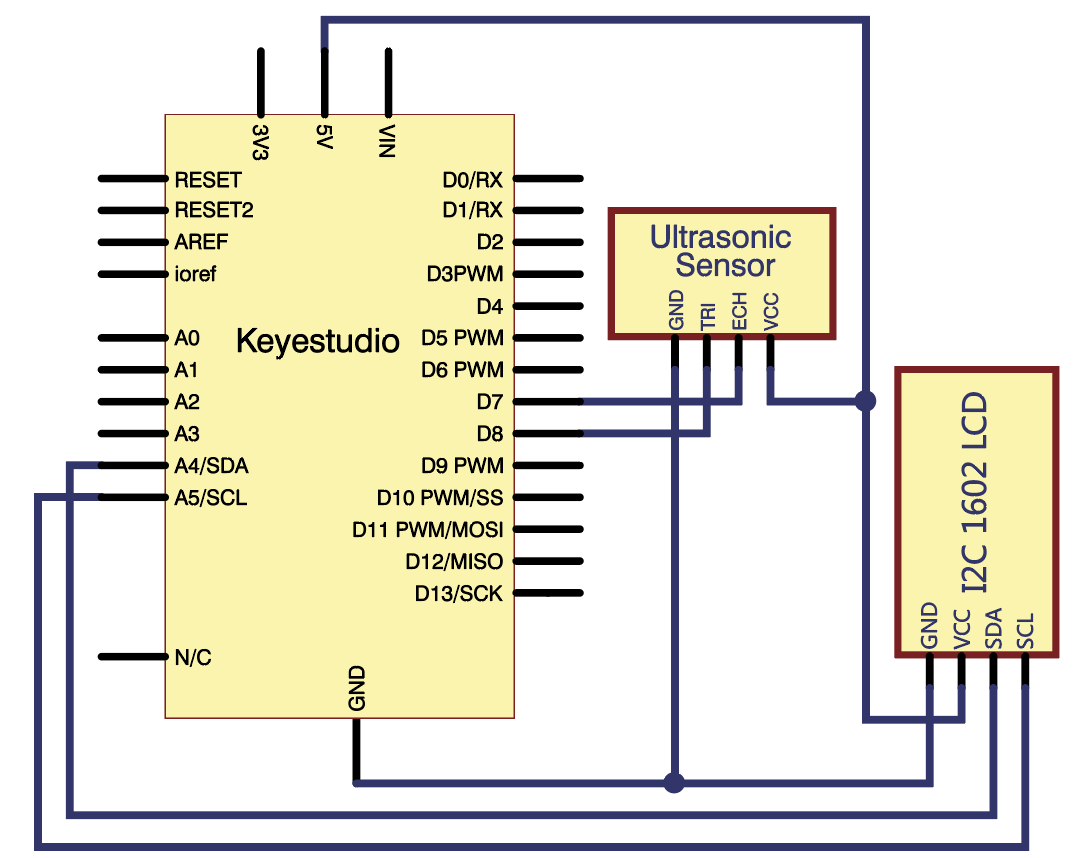 3V3
5V
VIN
RESET
RESET2
AREF
ioref
A0
A1
A2
A3
A4/SDA
A5/SCL
N/C
Keyestudio
D0/RX
D1/RX
D2
D3PWM
D4
D5 PWM
D6 PWM
D7
D8
D9 PWM
D10 PWM/SS
D11 PWM/MOSI
D12/MISO
D13/SCK
GND
Ultrasonic
Sensor
GND
TRI
ECH
VCC
I2C 1602 LCD
GND
VCC
SDA
SCL